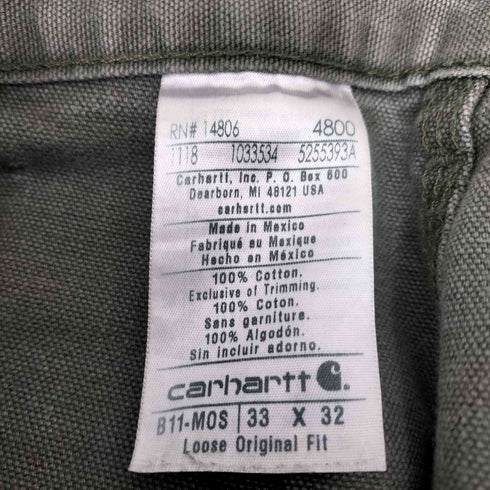 RN# 14806 4800
1118 1033534 5255393A
Carhartt, Inc. P. O. Box 600
Dearborn, MI 48121 USA
carhartt.com
Made in Mexico
Fabriqué au Mexique
Hecho en México
100% Cotton.
Exclusive of Trimming.
100% Coton.
Sans garniture.
100% Algodón.
Sin incluir adorno.
carhartt
B11-MOS 33 X 32
Loose Original Fit